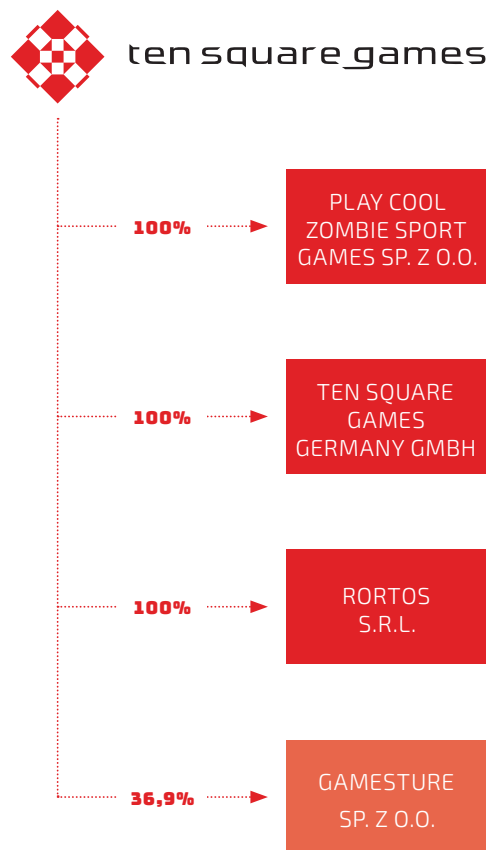 ten square games
100%
PLAY COOL
ZOMBIE SPORT
GAMES SP. Z O.O.
100%
TEN SQUARE
GAMES
GERMANY GMBH
100%
RORTOS
S.R.L.
36,9%
GAMESTURE
SP. Z O.O.